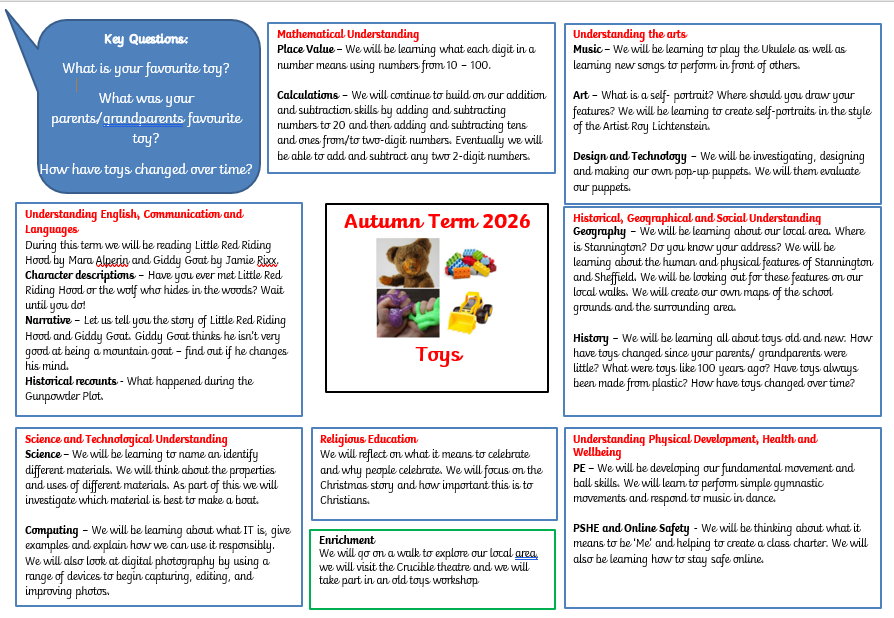 Key Questions:
What is your favourite toy?
What was your
parents/grandparents favourite
toy?
How have toys changed over time?
Mathematical Understanding
Place Value – We will be learning what each digit in a
number means using numbers from 10 – 100.
Calculations – We will continue to build on our addition
and subtraction skills by adding and subtracting
numbers to 20 and then adding and subtracting tens
and ones from/to two-digit numbers. Eventually we will
be able to add and subtract any two 2-digit numbers.
Understanding the arts
Music – We will be learning to play the Ukulele as well as
learning new songs to perform in front of others.
Art – What is a self- portrait? Where should you draw your
features? We will be learning to create self-portraits in the style
of the Artist Roy Lichtenstein.
Design and Technology – We will be investigating, designing
and making our own pop-up puppets. We will them evaluate
our puppets.
Understanding English, Communication and
Languages
During this term we will be reading Little Red Riding
Hood by Mara Alperin and Giddy Goat by Jamie Rixx.
Character descriptions – Have you ever met Little Red
Riding Hood or the wolf who hides in the woods? Wait
until you do!
Narrative – Let us tell you the story of Little Red Riding
Hood and Giddy Goat. Giddy Goat thinks he isn't very
good at being a mountain goat – find out if he changes
his mind.
Historical recounts - What happened during the
Gunpowder Plot.
Autumn Term 2026
Toys
Historical, Geographical and Social Understanding
Geography – We will be learning about our local area. Where
is Stannington? Do you know your address? We will be
learning about the human and physical features of Stannington
and Sheffield. We will be looking out for these features on our
local walks. We will create our own maps of the school
grounds and the surrounding area.
History – We will be learning all about toys old and new. How
have toys changed since your parents/ grandparents were
little? What were toys like 100 years ago? Have toys always
been made from plastic? How have toys changed over time?
Science and Technological Understanding
Science – We will be learning to name an identify
different materials. We will think about the properties
and uses of different materials. As part of this we will
investigate which material is best to make a boat.
Computing – We will be learning about what IT is, give
examples and explain how we can use it responsibly.
We will also look at digital photography by using a
range of devices to begin capturing, editing, and
improving photos.
Religious Education
We will reflect on what it means to celebrate
and why people celebrate. We will focus on the
Christmas story and how important this is to
Christians.
Enrichment
We will go on a walk to explore our local area,
we will visit the Crucible theatre and we will
take part in an old toys workshop
Understanding Physical Development, Health and
Wellbeing
PE – We will be developing our fundamental movement and
ball skills. We will learn to perform simple gymnastic
movements and respond to music in dance.
PSHE and Online Safety - We will be thinking about what it
means to be 'Me' and helping to create a class charter. We will
also be learning how to stay safe online.